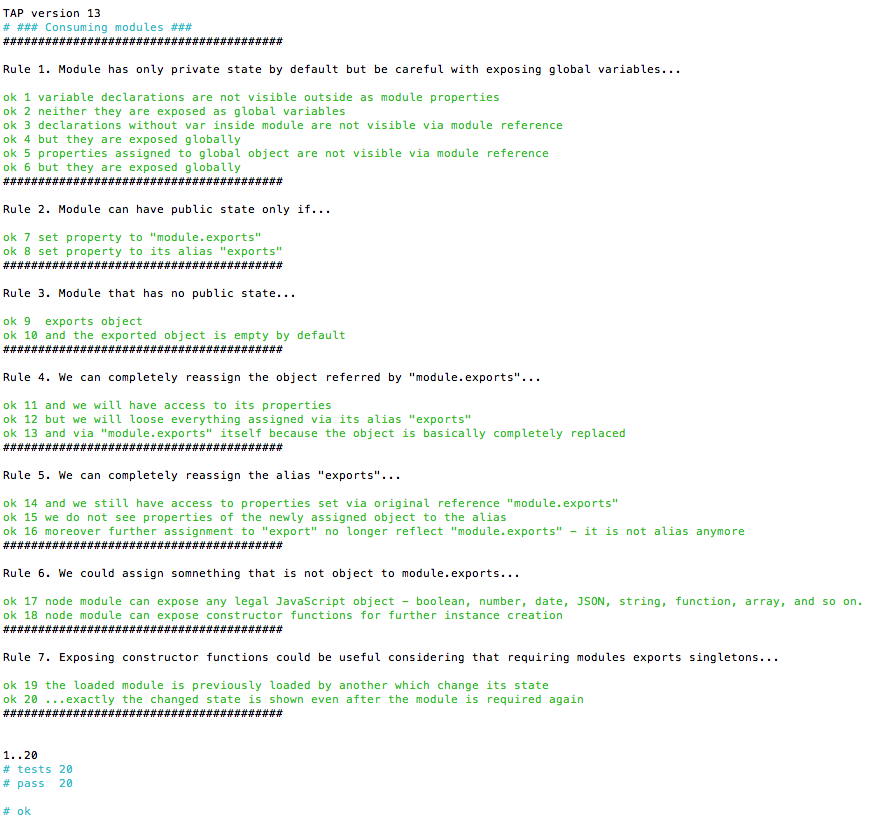 TAP version 13
# ### Consuming modules ###
########################################
Rule 1. Module has only private state by default but be careful with exposing global variables...
ok 1 variable declarations are not visible outside as module properties
ok 2 neither they are exposed as global variables
ok 3 declarations without var inside module are not visible via module reference
ok 4 but they are exposed globally
ok 5 properties assigned to global object are not visible via module reference
ok 6 but they are exposed globally
########################################
Rule 2. Module can have public state only if...
ok 7 set property to "module.exports"
ok 8 set property to its alias "exports"
########################################
Rule 3. Module that has no public state...
ok 9  exports object
ok 10 and the exported object is empty by default
########################################
Rule 4. We can completely reassign the object referred by "module.exports"...
ok 11 and we will have access to its properties
ok 12 but we will loose everything assigned via its alias "exports"
ok 13 and via "module.exports" itself because the object is basically completely replaced
########################################
Rule 5. We can completely reassign the alias "exports"...
ok 14 and we still have access to properties set via original reference "module.exports"
ok 15 we do not see properties of the newly assigned object to the alias
ok 16 moreover further assignment to "export" no longer reflect "module.exports" – it is not alias anymore
########################################
Rule 6. We could assign somnething that is not object to module.exports...
ok 17 node module can expose any legal JavaScript object – boolean, number, date, JSON, string, function, array, and so on.
ok 18 node module can expose constructor functions for further instance creation
########################################
Rule 7. Exposing constructor functions could be useful considering that requiring modules exports singletons...
ok 19 the loaded module is previously loaded by another which change its state
ok 20 ...exactly the changed state is shown even after the module is required again
########################################
1..20
# tests 20
# pass  20
# ok